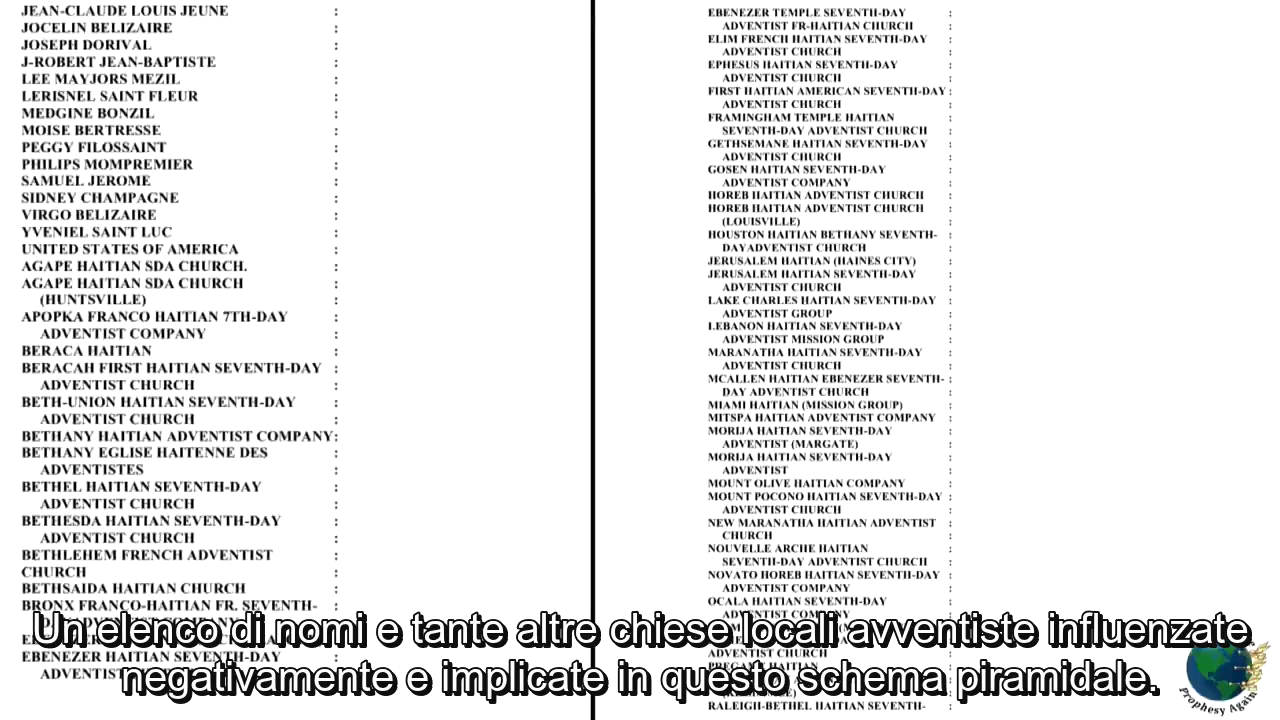 JEAN-CLAUDE LOUIS JEUNE :
JOCELIN BELIZAIRE :
JOSEPH DORIVAL :
J-ROBERT JEAN-BAPTISTE :
LEE MAYJORS MEZIL :
LERISNEL SAINT FLEUR :
MEDGINE BONZIL :
MOISE BERTRESSE :
PEGGY FILOSSAINT :
PHILIPS MOMPREMIER :
SAMUEL JEROME :
SIDNEY CHAMPAGNE :
VIRGO BELIZAIRE :
YVENIEL SAINT LUC :
UNITED STATES OF AMERICA :
AGAPE HAITIAN SDA CHURCH. :
AGAPE HAITIAN SDA CHURCH :
(HUNTSVILLE) :
APOPKA FRANCO HAITIAN 7TH-DAY :
ADVENTIST COMPANY :
BERACA HAITIAN :
BERACAH FIRST HAITIAN SEVENTH-DAY :
ADVENTIST CHURCH :
BETH-UNION HAITIAN SEVENTH-DAY :
ADVENTIST CHURCH :
BETHANY HAITIAN ADVENTIST COMPANY:
BETHANY EGLISE HAITENNE DES :
ADVENTISTES :
BETHEL HAITIAN SEVENTH-DAY :
ADVENTIST CHURCH :
BETHESDA HAITIAN SEVENTH-DAY :
ADVENTIST CHURCH :
BETHLEHEM FRENCH ADVENTIST :
CHURCH :
BETHSAIDA HAITIAN CHURCH :
BRONX FRANCO-HAITIAN FR. SEVENTH- :
EBENEZER HAITIAN SEVENTH-DAY :
EBENEZER TEMPLE SEVENTH-DAY :
ADVENTIST FR-HAITIAN CHURCH :
ELIM FRENCH HAITIAN SEVENTH-DAY :
ADVENTIST CHURCH :
EPHESUS HAITIAN SEVENTH-DAY :
ADVENTIST CHURCH :
FIRST HAITIAN AMERICAN SEVENTH-DAY :
ADVENTIST CHURCH :
FRAMINGHAM TEMPLE HAITIAN :
SEVENTH-DAY ADVENTIST CHURCH :
GETHSEMANE HAITIAN SEVENTH-DAY :
ADVENTIST CHURCH :
GOSEN HAITIAN SEVENTH-DAY :
ADVENTIST COMPANY :
HOREB HAITIAN ADVENTIST CHURCH :
HOREB HAITIAN ADVENTIST CHURCH :
(LOUISVILLE) :
HOUSTON HAITIAN BETHANY SEVENTH- :
DAYADVENTIST CHURCH :
JERUSALEM HAITIAN (HAINES CITY) :
JERUSALEM HAITIAN SEVENTH-DAY :
ADVENTIST CHURCH :
LAKE CHARLES HAITIAN SEVENTH-DAY :
ADVENTIST GROUP :
LEBANON HAITIAN SEVENTH-DAY :
ADVENTIST MISSION GROUP :
MARANATHA HAITIAN SEVENTH-DAY :
ADVENTIST CHURCH :
MCALLEN HAITIAN EBENEZER SEVENTH- :
DAY ADVENTIST CHURCH :
MIAMI HAITIAN (MISSION GROUP) :
MITSPA HAITIAN ADVENTIST COMPANY :
MORIJA HAITIAN SEVENTH-DAY :
ADVENTIST (MARGATE) :
MORIJA HAITIAN SEVENTH-DAY :
ADVENTIST :
MOUNT OLIVE HAITIAN COMPANY :
MOUNT POCONO HAITIAN SEVENTH-DAY :
ADVENTIST CHURCH :
NEW MARANATHA HAITIAN ADVENTIST :
CHURCH :
NOUVELLE ARCHE HAITIAN :
SEVENTH-DAY ADVENTIST CHURCH :
NOVATO HOREB HAITIAN SEVENTH-DAY :
ADVENTIST COMPANY :
OCALA HAITIAN SEVENTH-DAY :
ADVENTIST COMPANY :
ADVENTIST CHURCH :
RALEIGH-BETHEL HAITIAN SEVENTH- :
Un elenco di nomi e tante altre chiese locali avventiste influenzate
negativamente e implicate in questo schema piramidale.
Prophesy Again